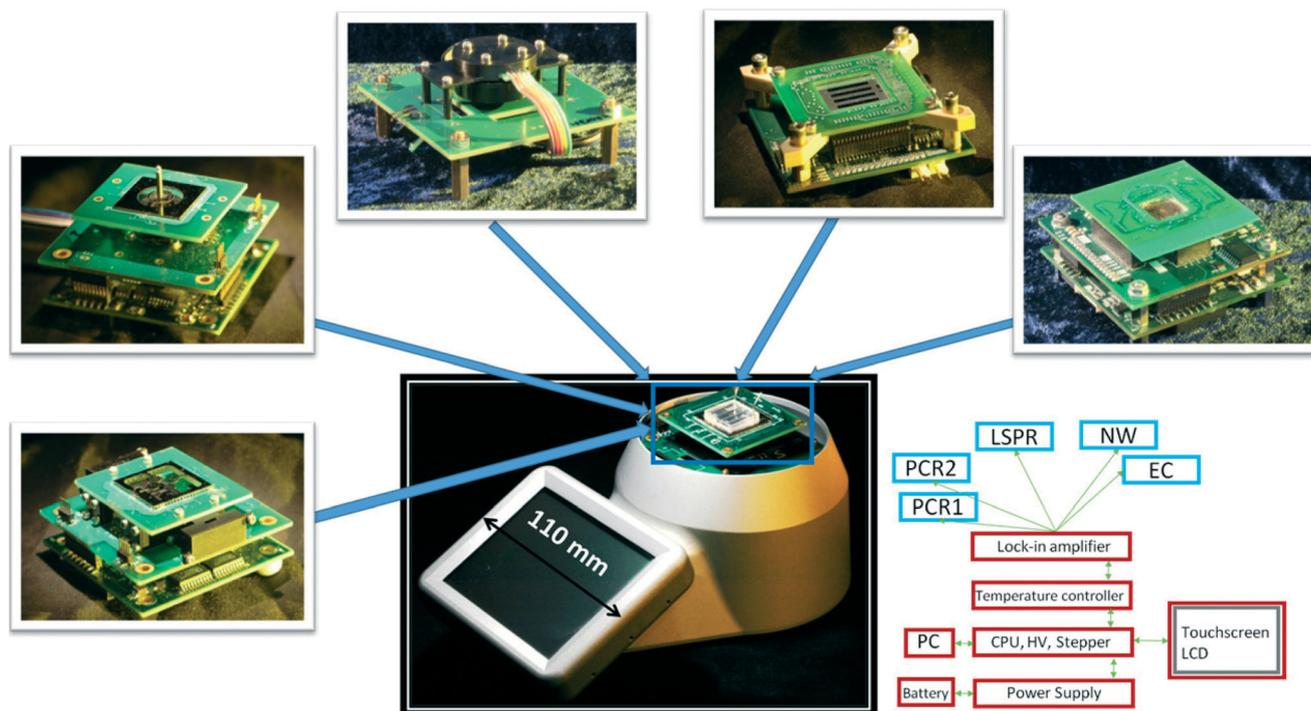 110 mm
LSPR
NW
PCR2
EC
PCR1
Lock-in amplifier
Temperature controller
PC
CPU, HV, Stepper
Touchscreen
LCD
Battery
Power Supply